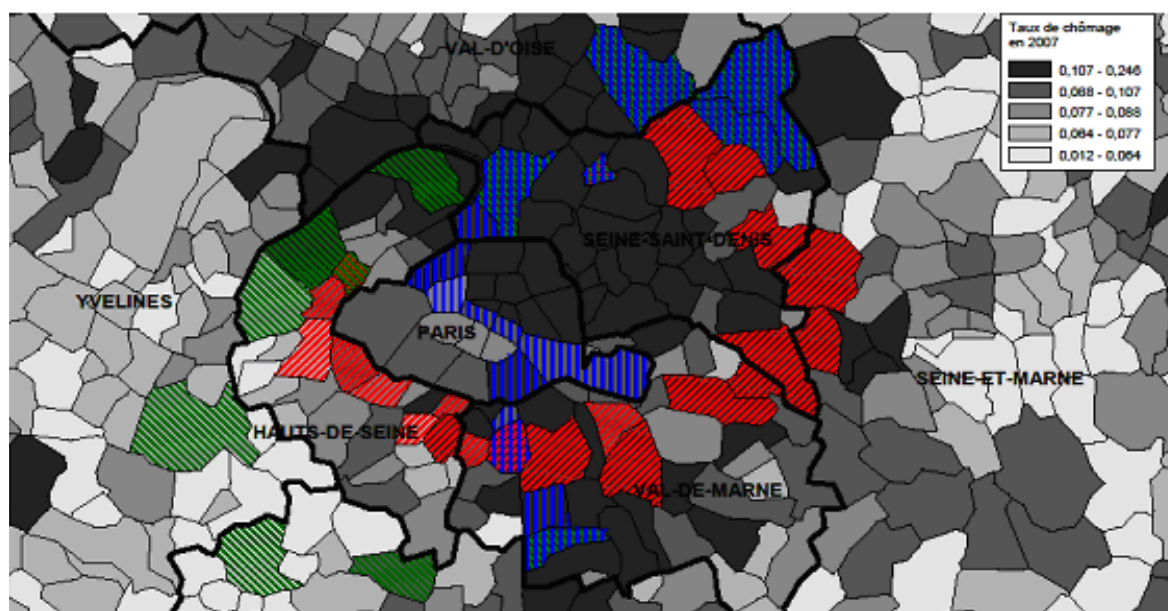 Taux de chômage
en 2007
0,107 - 0,246
0,088 - 0,107
0,077 - 0,088
0,064 - 0,077
0,012 - 0,064
VAL-D'OISE
SEINE-SAINT-DENIS
YVELINES
PARIS
SEINE-ET-MARNE
HAUTS-DE-SEINE
VAL-DE-MARNE